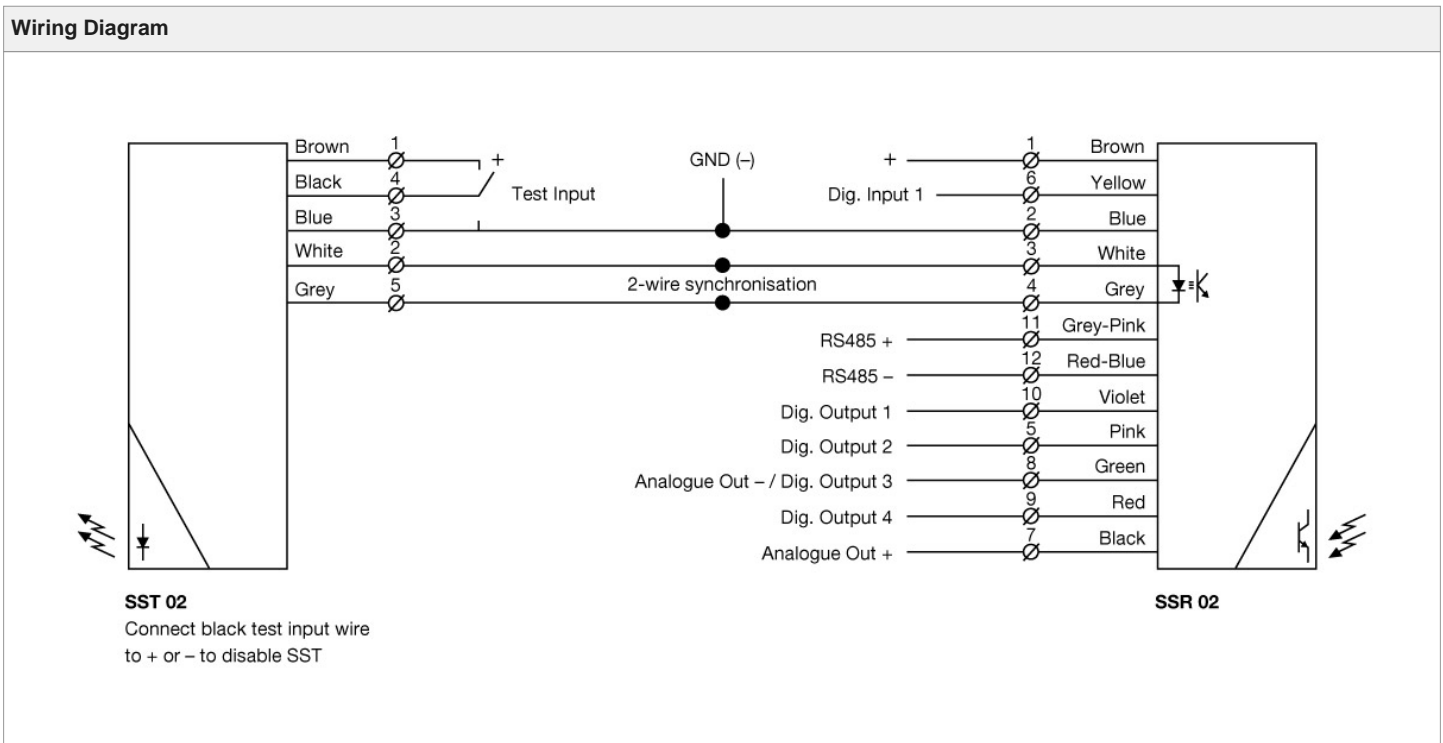 Wiring Diagram
Brown 1
+
Black 4
Test Input
Blue 3
White 2
Grey 5
GND (–)
2-wire synchronisation
+ 1 Brown
Dig. Input 1 6 Yellow
2 Blue
3 White
4 Grey
RS485 + 11 Grey-Pink
RS485 – 12 Red-Blue
Dig. Output 1 10 Violet
Dig. Output 2 5 Pink
Analogue Out – / Dig. Output 3 8 Green
Dig. Output 4 9 Red
Analogue Out + 7 Black
SST 02
Connect black test input wire
to + or – to disable SST
SSR 02